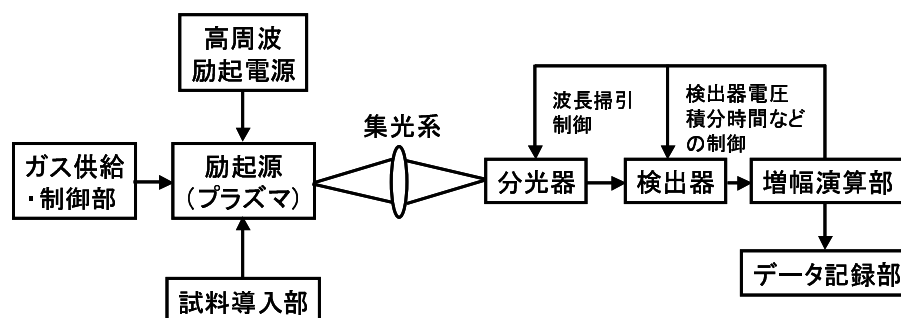 高周波
励起電源
ガス供給
・制御部
励起源
（プラズマ）
試料導入部
集光系
波長掃引
制御
検出器電圧
積分時間など
の制御
分光器
検出器
増幅演算部
データ記録部